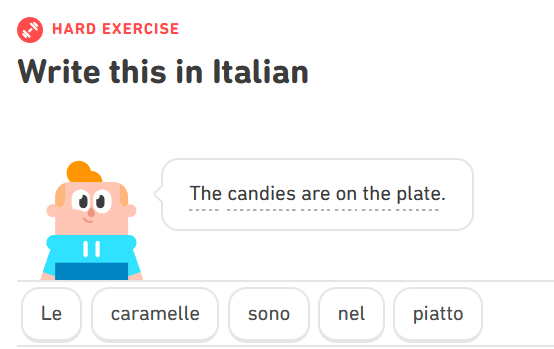 HARD EXERCISE
Write this in Italian
The candies are on the plate.
Le caramelle sono nel piatto